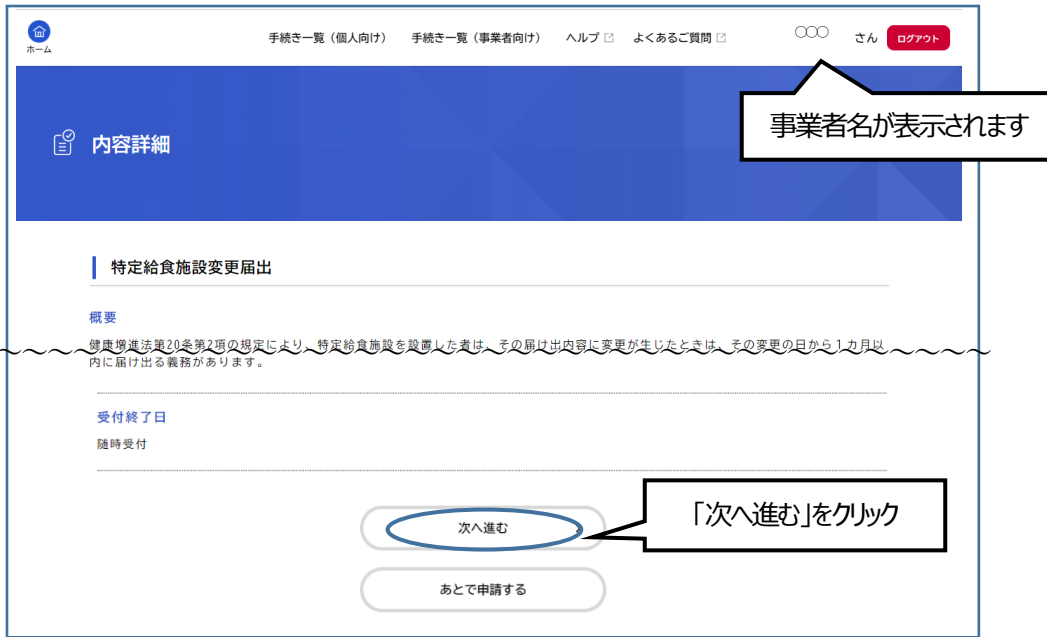 ホーム
手続き一覧（個人向け） 手続き一覧（事業者向け） ヘルプ よくあるご質問 ○○○ さん ログアウト
事業者名が表示されます
内容詳細
特定給食施設変更届出
概要
健康増進法第20条第2項の規定により、特定給食施設を設置した者は、その届け出内容に変更が生じたときは、その変更の日から１カ月以
内に届け出る義務があります。
受付終了日
随時受付
次へ進む
「次へ進む」をクリック
あとで申請する